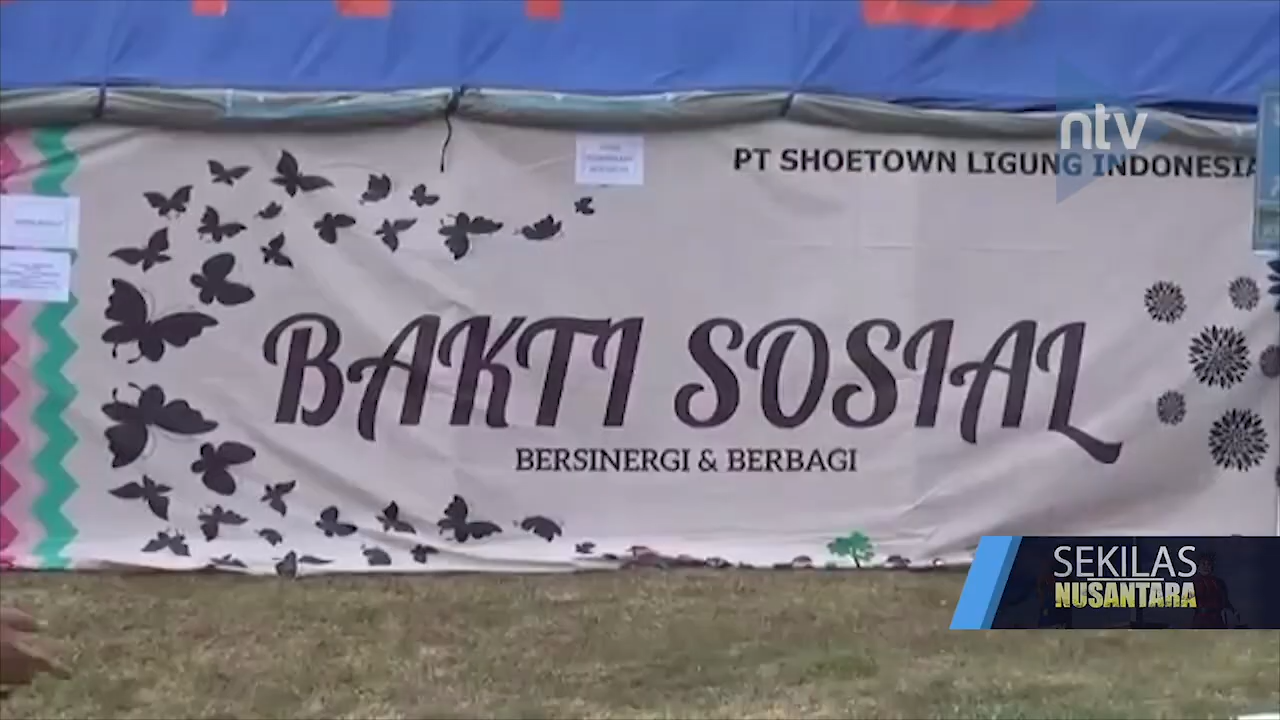 ntv
PT SHOETOWN LIGUNG INDONESIA
BAKTI SOSIAL
BERSINERGI & BERBAGI
SEKILAS
NUSANTARA